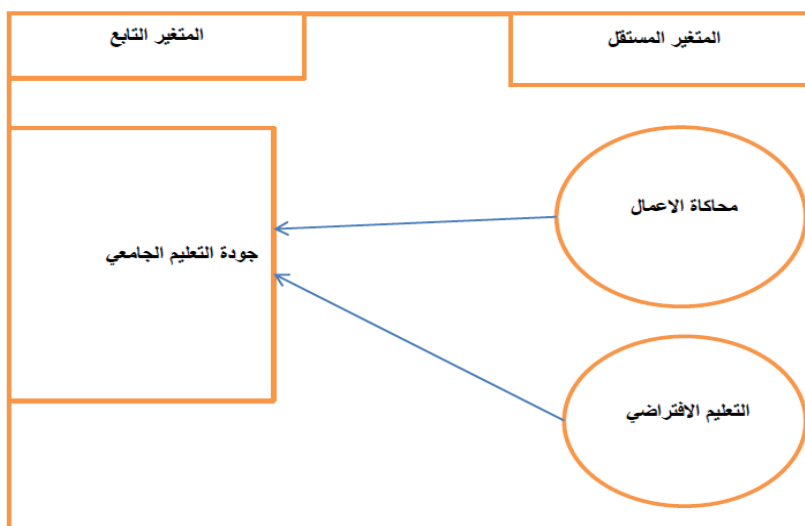 المتغير المستقل
المتغير التابع
محاكاة الاعمال
جودة التعليم الجامعي
التعليم الافتراضي